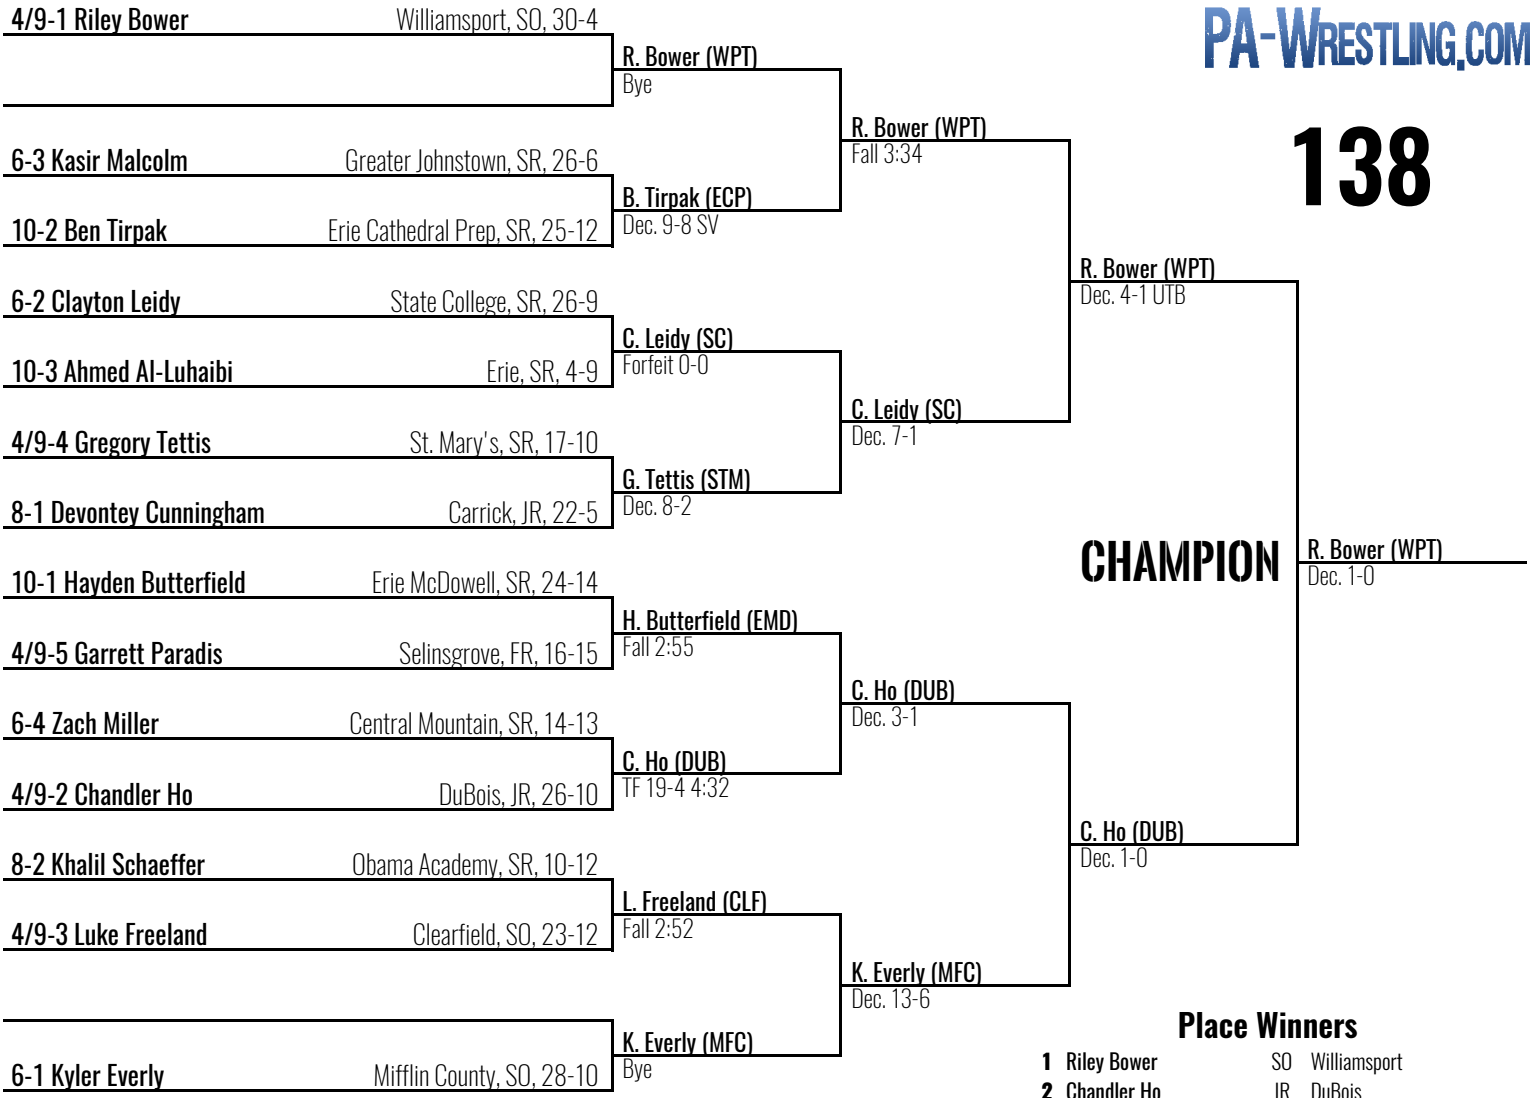 4/9-1 Riley Bower Williamsport, SO, 30-4
PA-WRESTLING.COM
R. Bower (WPT)
Bye
R. Bower (WPT)
Fall 3:34
138
6-3 Kasir Malcolm Greater Johnstown, SR, 26-6
B. Tirpak (ECP)
Dec. 9-8 SV
10-2 Ben Tirpak Erie Cathedral Prep, SR, 25-12
R. Bower (WPT)
Dec. 4-1 UTB
6-2 Clayton Leidy State College, SR, 26-9
C. Leidy (SC)
Forfeit 0-0
10-3 Ahmed Al-Luhaibi Erie, SR, 4-9
C. Leidy (SC)
Dec. 7-1
4/9-4 Gregory Tettis St. Mary's, SR, 17-10
G. Tettis (STM)
Dec. 8-2
8-1 Devontey Cunningham Carrick, JR, 22-5
CHAMPION
R. Bower (WPT)
Dec. 1-0
10-1 Hayden Butterfield Erie McDowell, SR, 24-14
H. Butterfield (EMD)
Fall 2:55
4/9-5 Garrett Paradis Selinsgrove, FR, 16-15
C. Ho (DUB)
Dec. 3-1
6-4 Zach Miller Central Mountain, SR, 14-13
C. Ho (DUB)
TF 19-4 4:32
4/9-2 Chandler Ho DuBois, JR, 26-10
C. Ho (DUB)
Dec. 1-0
8-2 Khalil Schaeffer Obama Academy, SR, 10-12
L. Freeland (CLF)
Fall 2:52
4/9-3 Luke Freeland Clearfield, SO, 23-12
K. Everly (MFC)
Dec. 13-6
K. Everly (MFC)
Bye
6-1 Kyler Everly Mifflin County, SO, 28-10
Place Winners
1 Riley Bower SO Williamsport
2 Chandler Ho JR DuBois